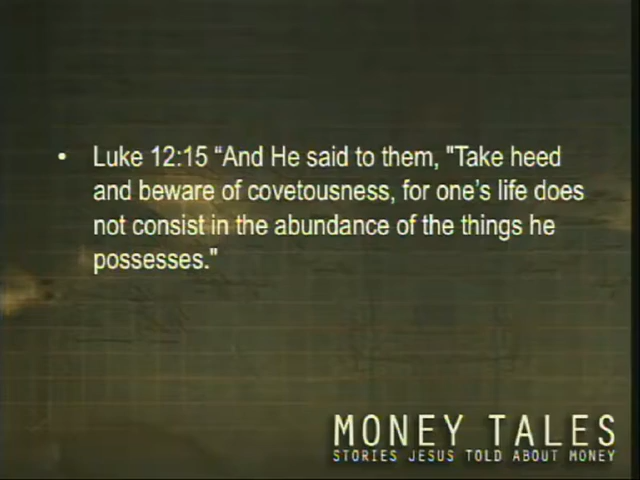 • Luke 12:15 “And He said to them, "Take heed
and beware of covetousness, for one’s life does
not consist in the abundance of the things he
possesses."
MONEY TALES
STORIES JESUS TOLD ABOUT MONEY